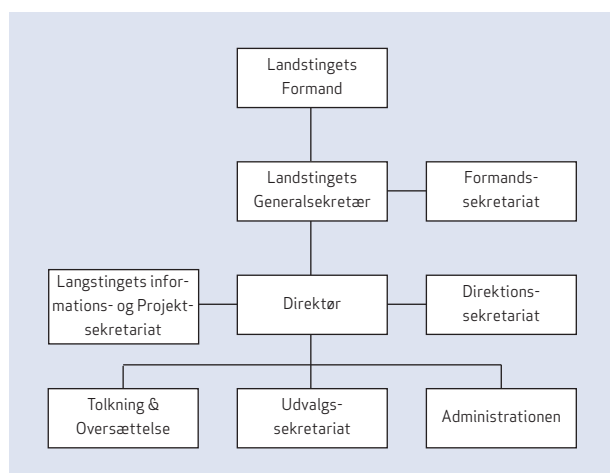 Landstingets
Formand
Landstingets
Generalsekretær
Formands-
sekretariat
Langstingets infor-
mations- og Projekt-
sekretariat
Direktør
Direktions-
sekretariat
Tolkning &
Oversættelse
Udvalgs-
sekretariat
Administrationen